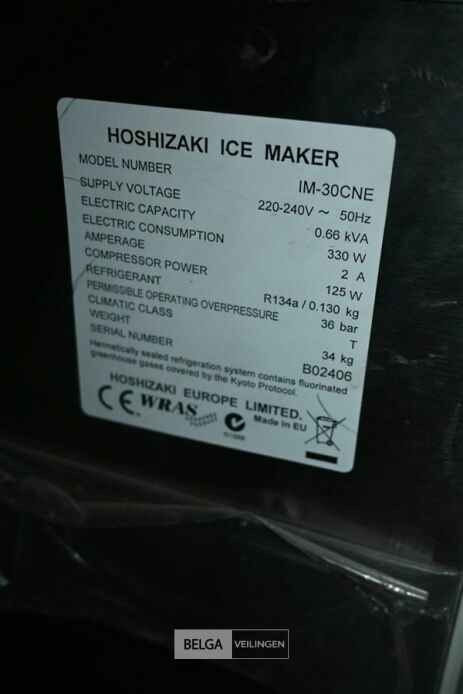 HOSHIZAKI ICE MAKER
MODEL NUMBER IM-30CNE
SUPPLY VOLTAGE 220-240V ~ 50Hz
ELECTRIC CAPACITY 0.66 kVA
ELECTRIC CONSUMPTION 330 W
AMPERAGE 2 A
COMPRESSOR POWER 125 W
REFRIGERANT R134a / 0.130 kg
PERMISSIBLE OPERATING OVERPRESSURE 36 bar
CLIMATIC CLASS T
WEIGHT 34 kg
SERIAL NUMBER B02406
Hermetically sealed refrigeration system contains fluorinated
greenhouse gases covered by the Kyoto Protocol.
HOSHIZAKI EUROPE LIMITED.
CE WRAS Made in EU
BELGA VEILINGEN